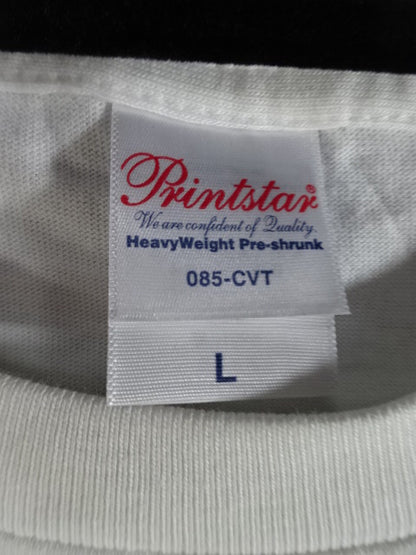 Printstar®
We are confident of Quality.
HeavyWeight Pre-shrunk
085-CVT
L